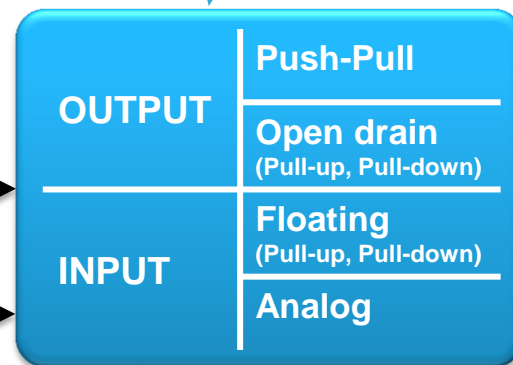 OUTPUT
Push-Pull
Open drain
(Pull-up, Pull-down)
INPUT
Floating
(Pull-up, Pull-down)
Analog